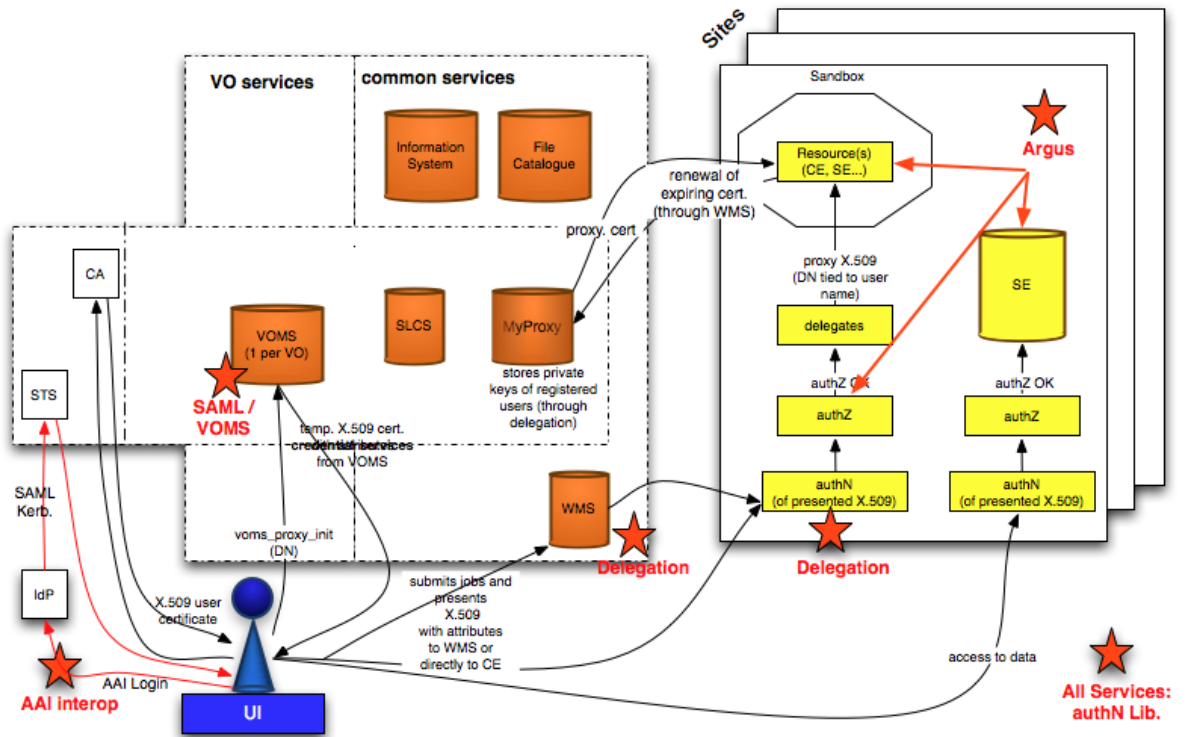 Sites
VO services
common services
Sandbox
Information
System
File
Catalogue
Argus
Resource(s)
(CE, SE...)
renewal of
expiring cert.
(through WMS)
proxy. cert
CA
proxy X.509
(DN tied to user
name)
SE
VOMS
(1 per VO)
SLCS
MyProxy
delegates
STS
stores private
keys of registered
users (through
delegation)
authZ OK
authZ OK
SAML /
VOMS
authZ
authZ
temp. X.509 cert.
credential services
from VOMS
authN
(of presented X.509)
authN
(of presented X.509)
SAML
Kerb.
WMS
voms_proxy_init
(DN)
Delegation
Delegation
IdP
submits jobs and
presents
X.509
with attributes
to WMS or
directly to CE
X.509 user
certificate
access to data
AAI Login
AAI interop
All Services:
authN Lib.
UI